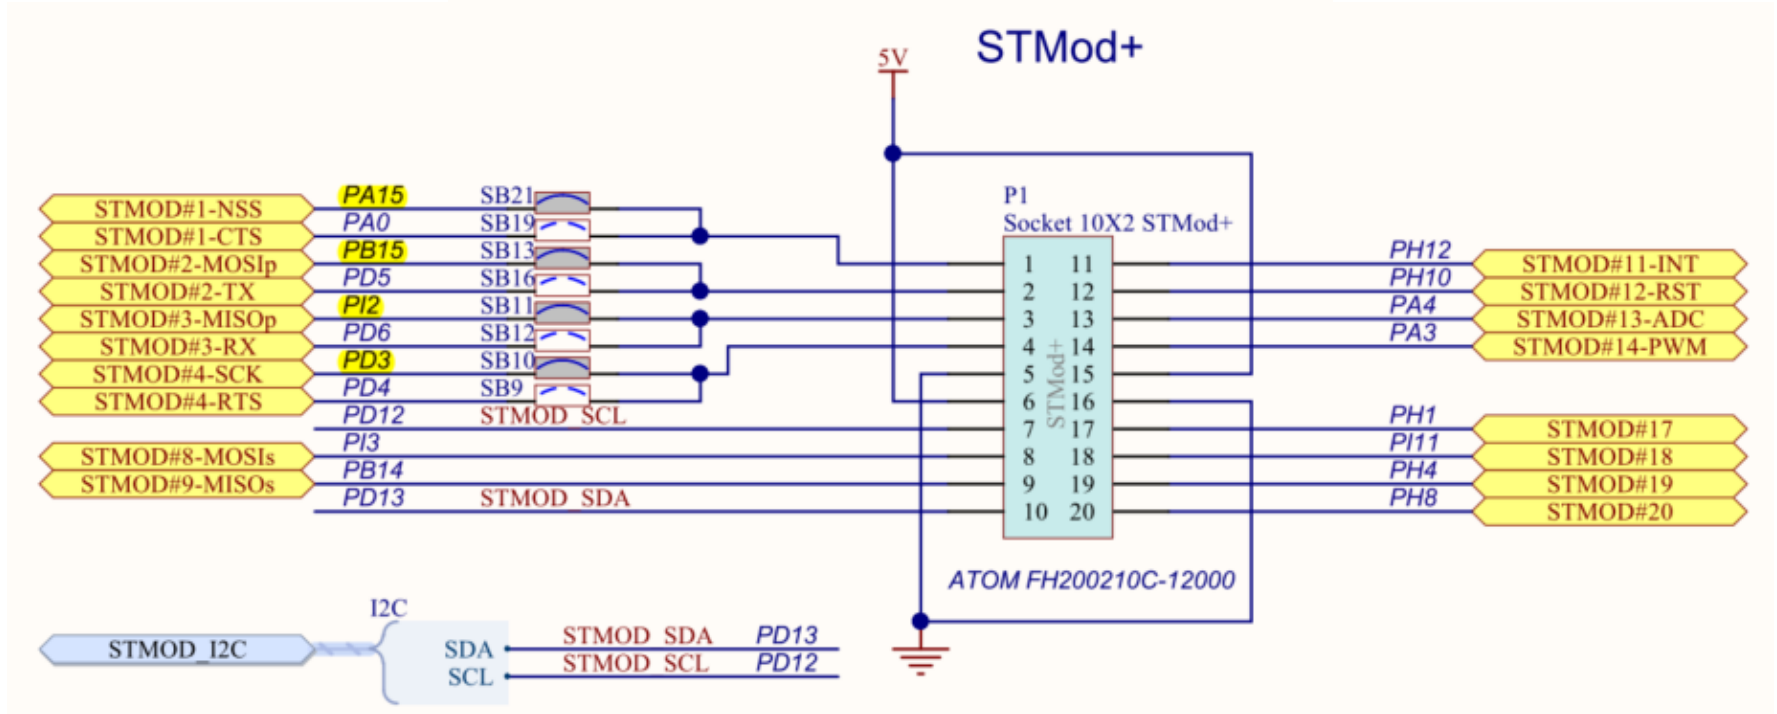 STMod+
5V
STMOD#1-NSS PA15 SB21
STMOD#1-CTS PA0 SB19
STMOD#2-MOSIp PB15 SB13
STMOD#2-TX PD5 SB16
STMOD#3-MISOp PI2 SB11
STMOD#3-RX PD6 SB12
STMOD#4-SCK PD3 SB10
STMOD#4-RTS PD4 SB9
PD12 STMOD_SCL
STMOD#8-MOSIs PI3
STMOD#9-MISOs PB14
PD13 STMOD_SDA
P1
Socket 10X2 STMod+
1 11 PH12 STMOD#11-INT
2 12 PH10 STMOD#12-RST
3 13 PA4 STMOD#13-ADC
4 14 PA3 STMOD#14-PWM
5 15
6 16
7 17 PH1 STMOD#17
8 18 PI11 STMOD#18
9 19 PH4 STMOD#19
10 20 PH8 STMOD#20
STMod+
ATOM FH200210C-12000
STMOD_I2C
I2C
SDA STMOD_SDA PD13
SCL STMOD_SCL PD12